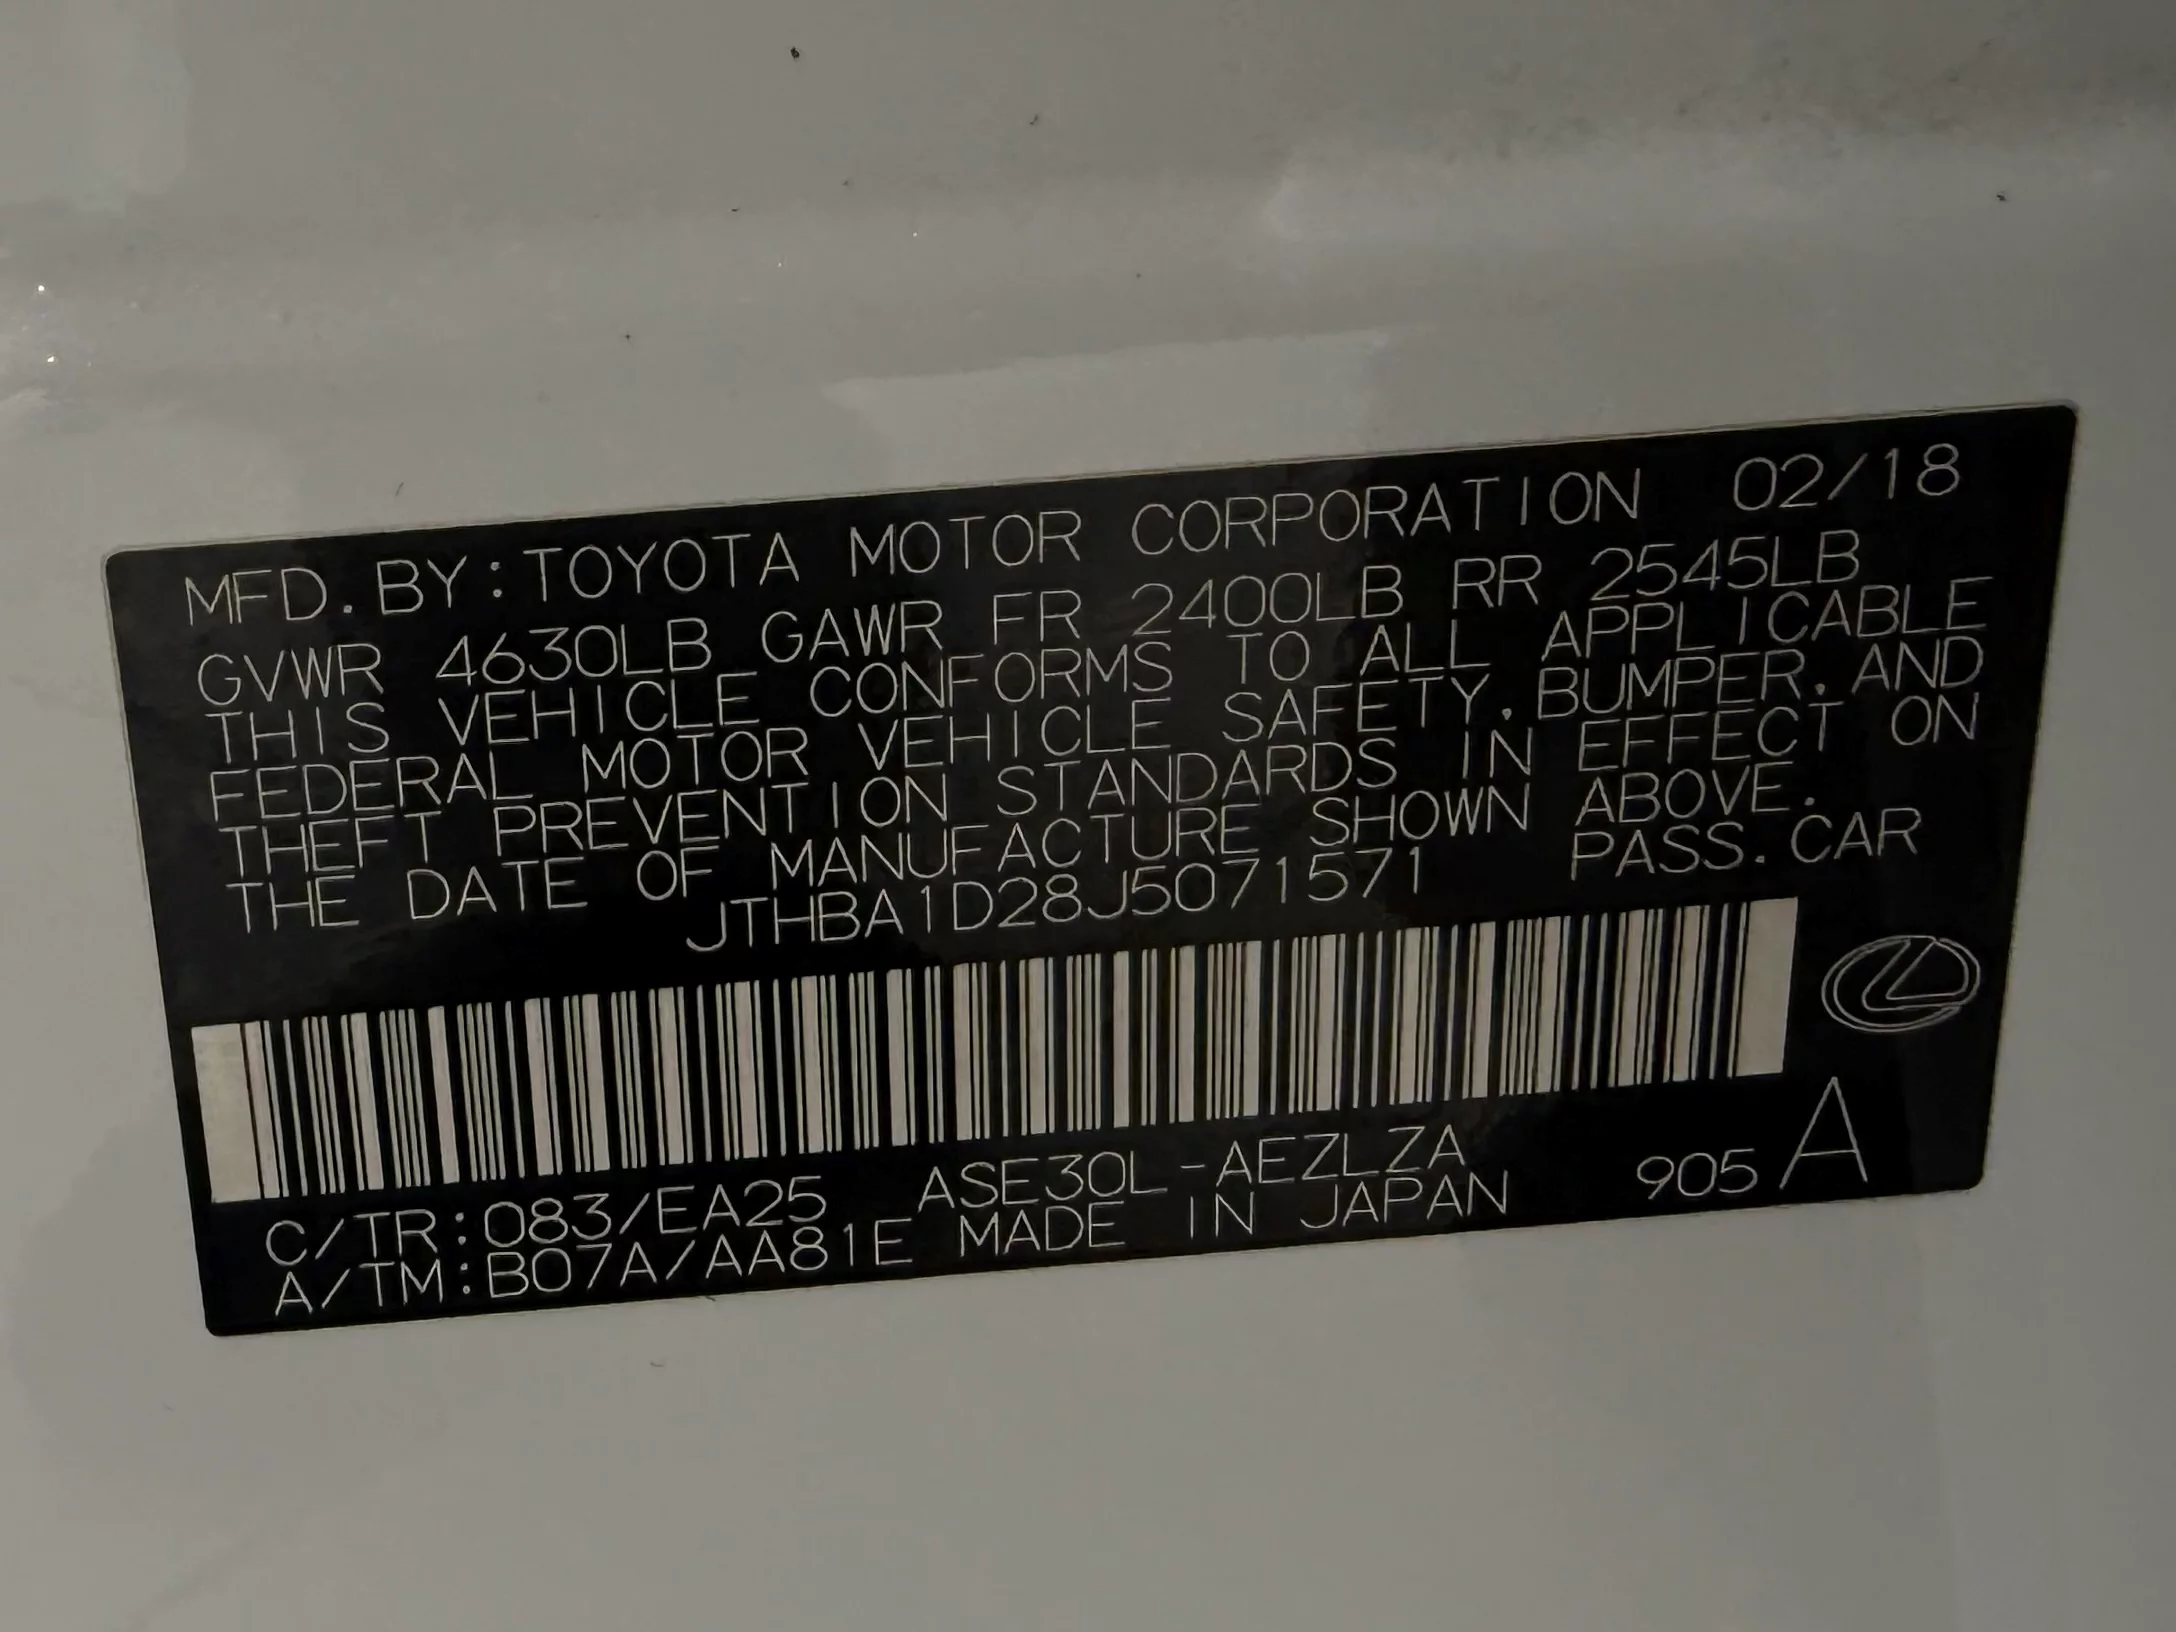 MFD.BY:TOYOTA MOTOR CORPORATION 02/18
GVWR 4630LB GAWR FR 2400LB RR 2545LB
THIS VEHICLE CONFORMS TO ALL APPLICABLE
FEDERAL MOTOR VEHICLE SAFETY,BUMPER,AND
THEFT PREVENTION STANDARDS IN EFFECT ON
THE DATE OF MANUFACTURE SHOWN ABOVE.
JTHBA1D28J5071571 PASS.CAR
C/TR:083/EA25 ASE30L-AEZLZA 905 A
A/TM:B07A/AA81E MADE IN JAPAN